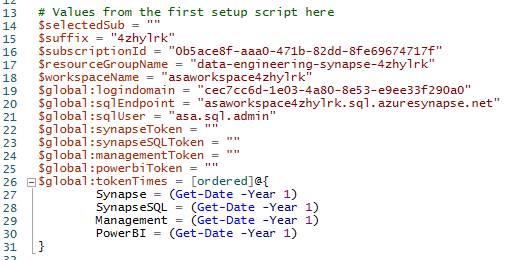 12
13 # Values from the first setup script here
14 $selectedSub = ""
15 $suffix = "4zhylrk"
16 $subscriptionId = "0b5ace8f-aaa0-471b-82dd-8fe69674717f"
17 $resourceGroupName = "data-engineering-synapse-4zhylrk"
18 $workspaceName = "asaworkspace4zhylrk"
19 $global:logindomain = "cec7cc6d-1e03-4a80-8e53-e9ee33f290a0"
20 $global:sqlEndpoint = "asaworkspace4zhylrk.sql.azuresynapse.net"
21 $global:sqlUser = "asa.sql.admin"
22 $global:synapseToken = ""
23 $global:synapseSQLToken = ""
24 $global:managementToken = ""
25 $global:powerbiToken = ""
26 $global:tokenTimes = [ordered]@{
27 Synapse = (Get-Date -Year 1)
28 SynapseSQL = (Get-Date -Year 1)
29 Management = (Get-Date -Year 1)
30 PowerBI = (Get-Date -Year 1)
31 }